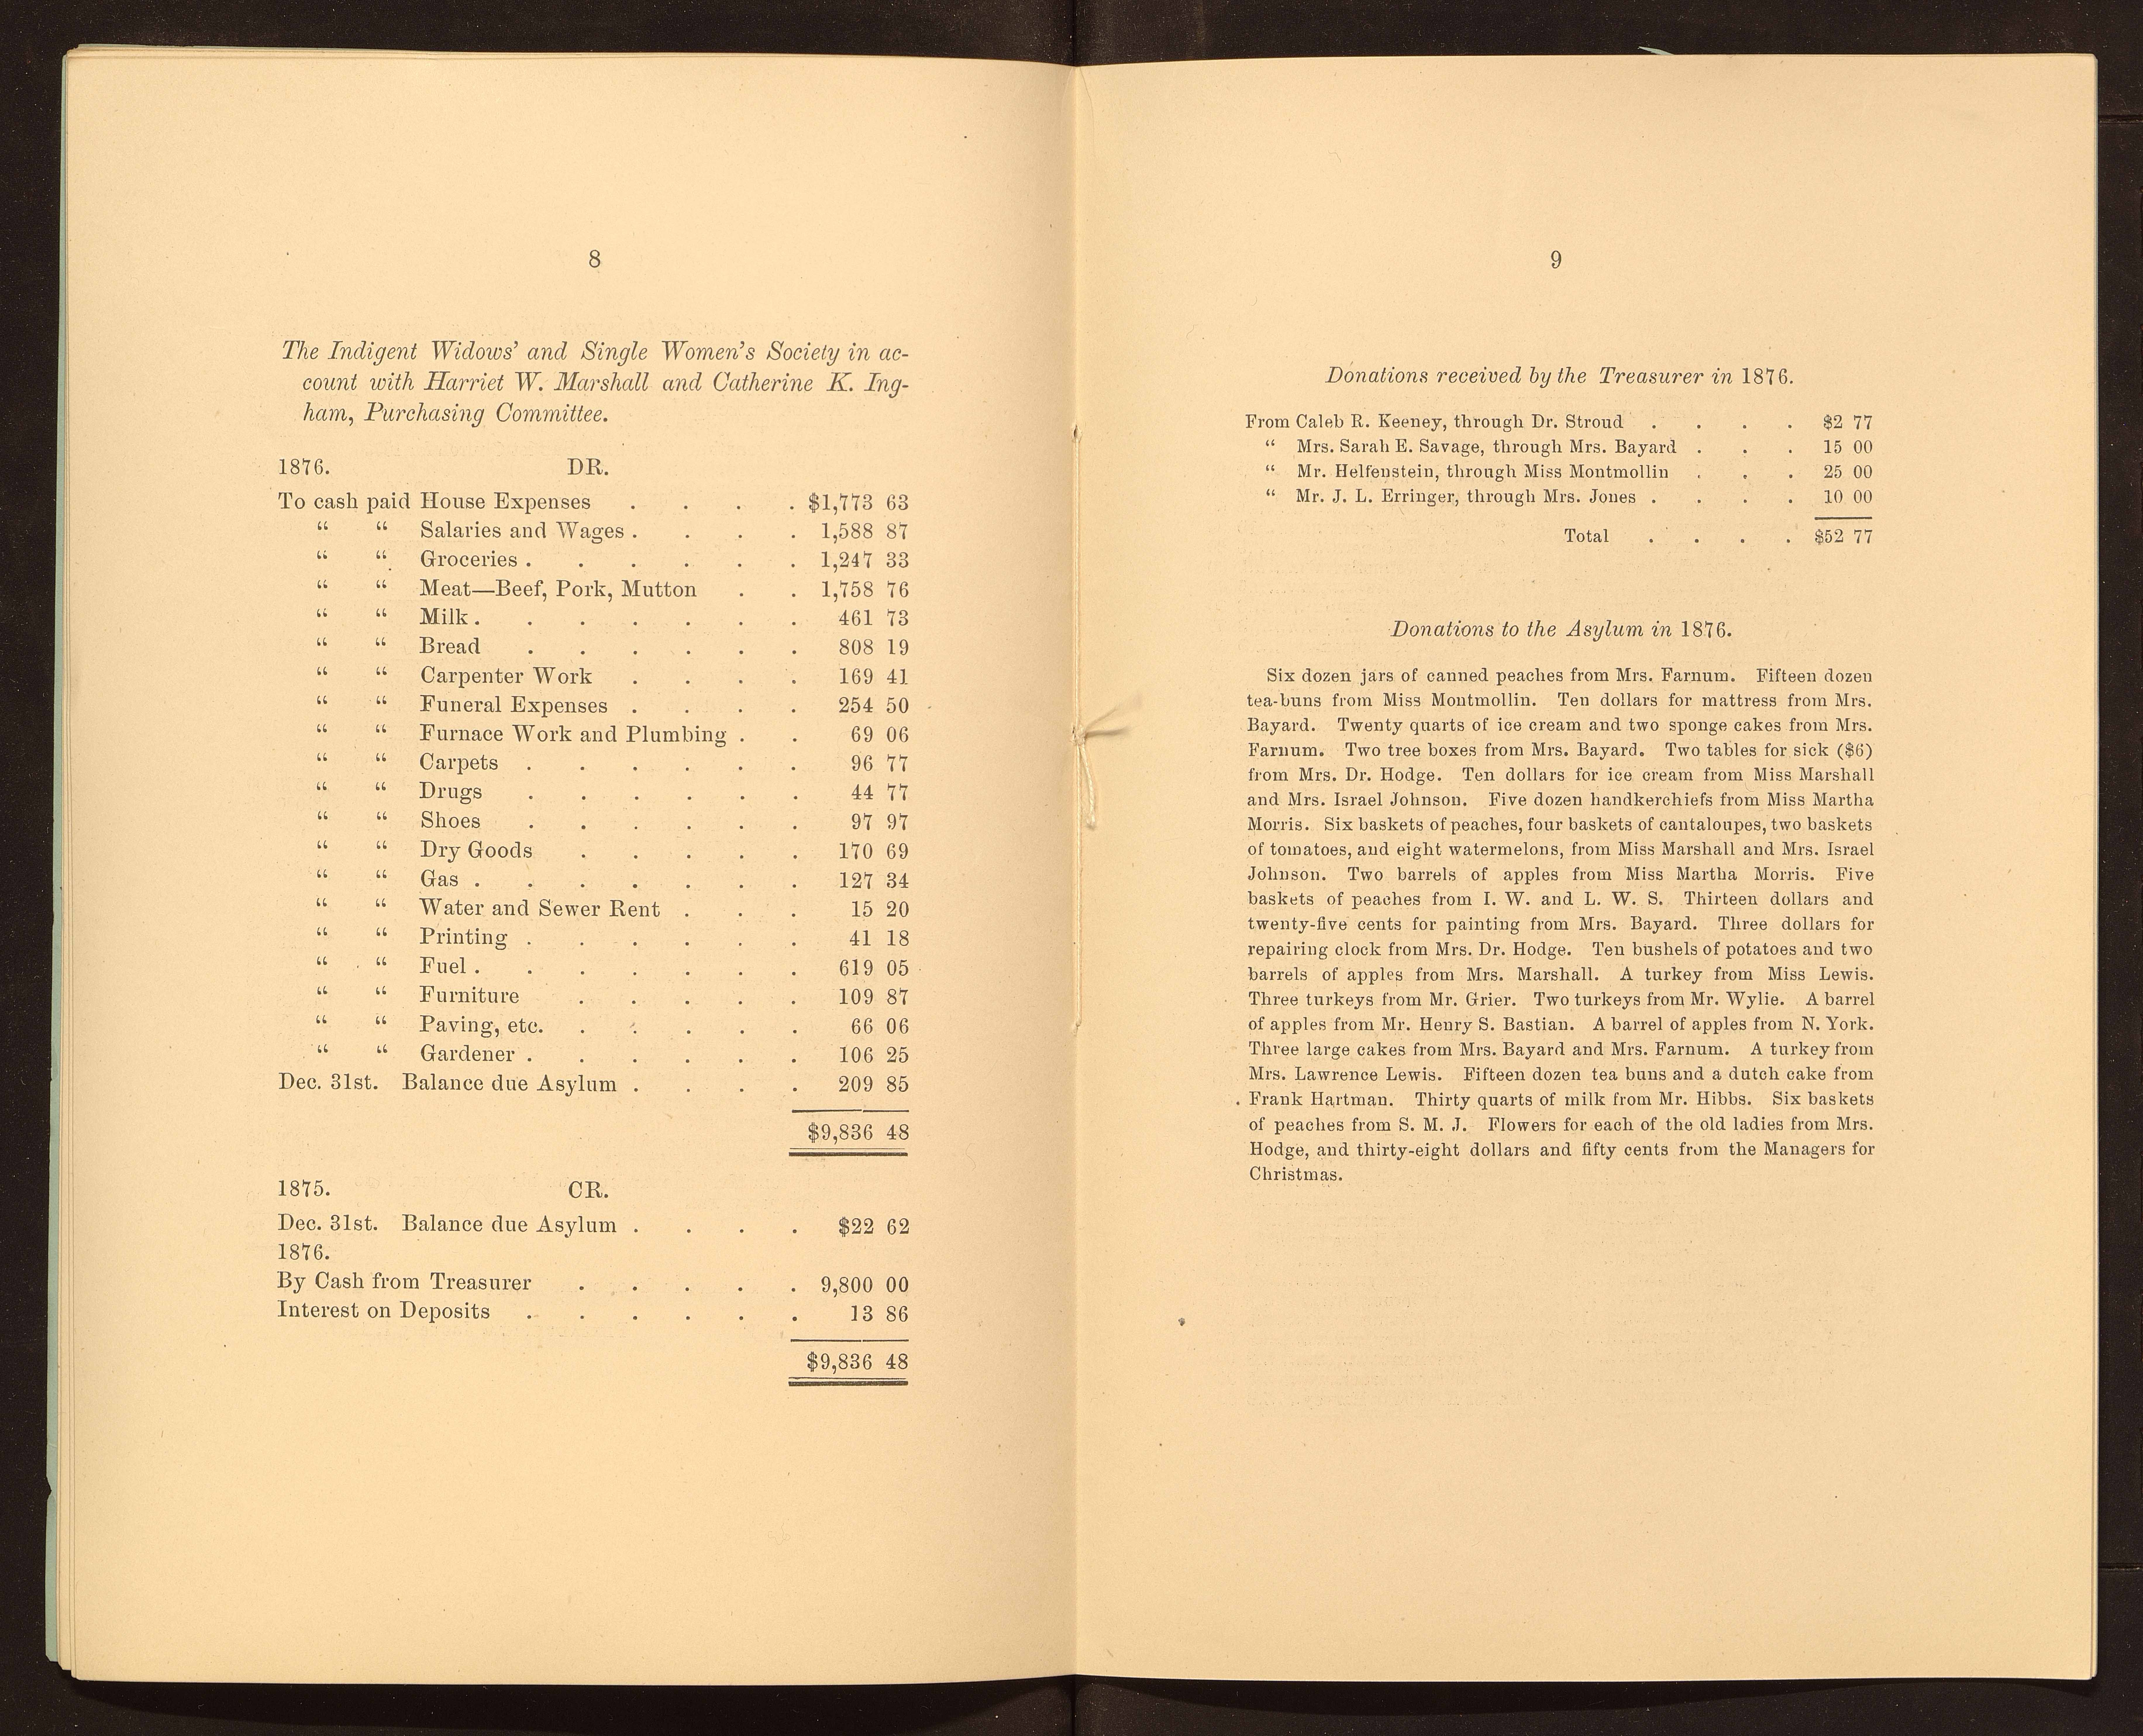 8
The Indigent Widows' and Single Women's Society in ac-
count with Harriet W. Marshall and Catherine K. Ing-
ham, Purchasing Committee.
1876. DR.
To cash paid House Expenses . . . . $1,773 63
“ “ Salaries and Wages . . . . 1,588 87
“ “ Groceries . . . . . . 1,247 33
“ “ Meat—Beef, Pork, Mutton . . 1,758 76
“ “ Milk . . . . . . . 461 73
“ “ Bread . . . . . . 808 19
“ “ Carpenter Work . . . . 169 41
“ “ Funeral Expenses . . . . 254 50
“ “ Furnace Work and Plumbing . . 69 06
“ “ Carpets . . . . . . 96 77
“ “ Drugs . . . . . . 44 77
“ “ Shoes . . . . . . 97 97
“ “ Dry Goods . . . . . 170 69
“ “ Gas . . . . . . . 127 34
“ “ Water and Sewer Rent . . . 15 20
“ “ Printing . . . . . . 41 18
“ “ Fuel . . . . . . . 619 05
“ “ Furniture . . . . . 109 87
“ “ Paving, etc. . . . . . 66 06
“ “ Gardener . . . . . . 106 25
Dec. 31st. Balance due Asylum . . . . 209 85
$9,836 48
1875. CR.
Dec. 31st. Balance due Asylum . . . . $22 62
1876.
By Cash from Treasurer . . . . . 9,800 00
Interest on Deposits . . . . . . 13 86
$9,836 48
9
Donations received by the Treasurer in 1876.
From Caleb R. Keeney, through Dr. Stroud . . . . $2 77
“ Mrs. Sarah E. Savage, through Mrs. Bayard . . . 15 00
“ Mr. Helfenstein, through Miss Montmollin . . . 25 00
“ Mr. J. L. Erringer, through Mrs. Jones . . . . 10 00
Total . . . . $52 77
Donations to the Asylum in 1876.
Six dozen jars of canned peaches from Mrs. Farnum. Fifteen dozen
tea-buns from Miss Montmollin. Ten dollars for mattress from Mrs.
Bayard. Twenty quarts of ice cream and two sponge cakes from Mrs.
Farnum. Two tree boxes from Mrs. Bayard. Two tables for sick ($6)
from Mrs. Dr. Hodge. Ten dollars for ice cream from Miss Marshall
and Mrs. Israel Johnson. Five dozen handkerchiefs from Miss Martha
Morris. Six baskets of peaches, four baskets of cantaloupes, two baskets
of tomatoes, and eight watermelons, from Miss Marshall and Mrs. Israel
Johnson. Two barrels of apples from Miss Martha Morris. Five
baskets of peaches from I. W. and L. W. S. Thirteen dollars and
twenty-five cents for painting from Mrs. Bayard. Three dollars for
repairing clock from Mrs. Dr. Hodge. Ten bushels of potatoes and two
barrels of apples from Mrs. Marshall. A turkey from Miss Lewis.
Three turkeys from Mr. Grier. Two turkeys from Mr. Wylie. A barrel
of apples from Mr. Henry S. Bastian. A barrel of apples from N. York.
Three large cakes from Mrs. Bayard and Mrs. Farnum. A turkey from
Mrs. Lawrence Lewis. Fifteen dozen tea buns and a dutch cake from
Frank Hartman. Thirty quarts of milk from Mr. Hibbs. Six baskets
of peaches from S. M. J. Flowers for each of the old ladies from Mrs.
Hodge, and thirty-eight dollars and fifty cents from the Managers for
Christmas.